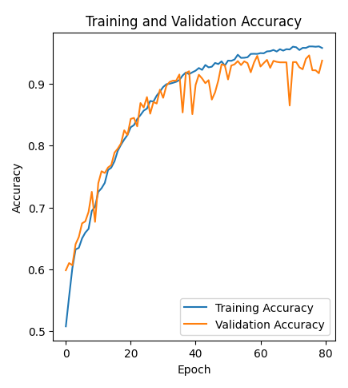 Training and Validation Accuracy
Accuracy
0.9
0.8
0.7
0.6
0.5
Training Accuracy
Validation Accuracy
0
20
40
60
80
Epoch